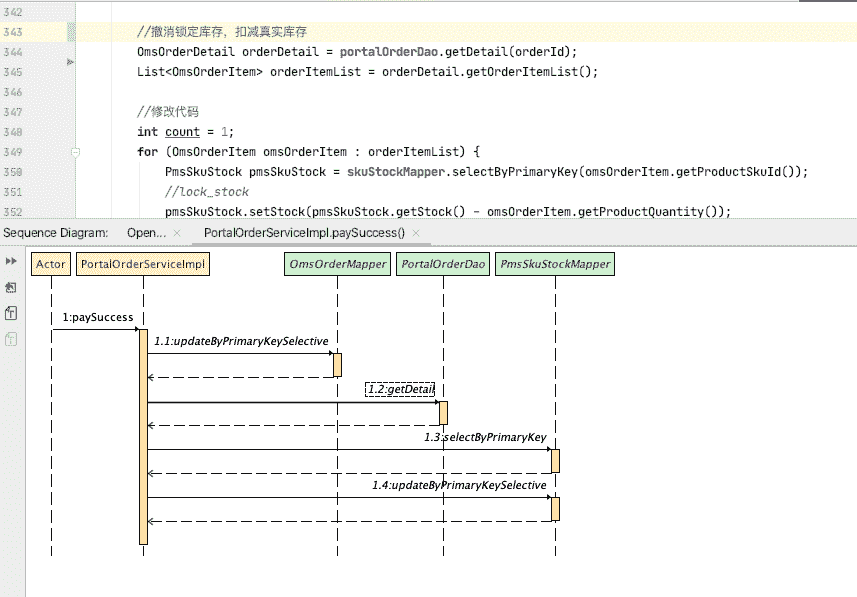 342
343 //撤消锁定库存，扣减真实库存
344 OmsOrderDetail orderDetail = portalOrderDao.getDetail(orderId);
345 List<OmsOrderItem> orderItemList = orderDetail.getOrderItemList();
346
347 //修改代码
348 int count = 1;
349 for (OmsOrderItem omsOrderItem : orderItemList) {
350 PmsSkuStock pmsSkuStock = skuStockMapper.selectByPrimaryKey(omsOrderItem.getProductSkuId());
351 //lock_stock
352 pmsSkuStock.setStock(pmsSkuStock.getStock() - omsOrderItem.getProductQuantity());
Sequence Diagram: Open... × PortalOrderServiceImpl.paySuccess() ×
Actor PortalOrderServiceImpl OmsOrderMapper PortalOrderDao PmsSkuStockMapper
1:paySuccess
1.1:updateByPrimaryKeySelective
1.2:getDetail
1.3:selectByPrimaryKey
1.4:updateByPrimaryKeySelective